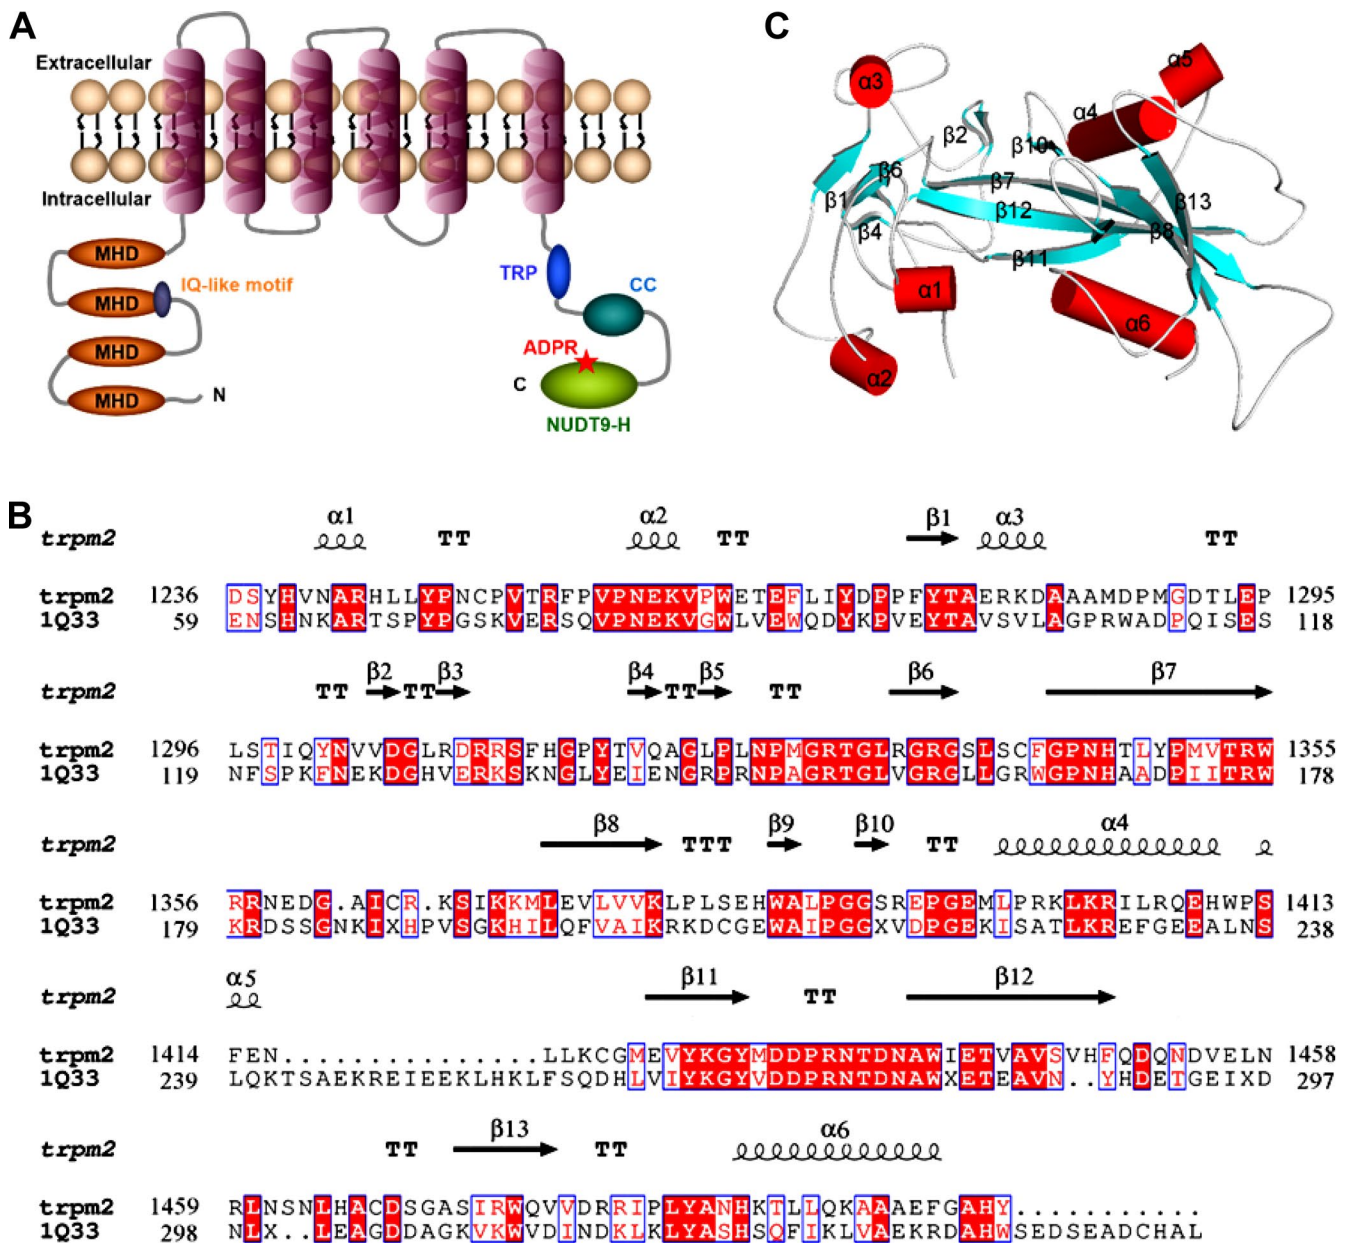 A
Extracellular
Intracellular
MHD
IQ-like motif
MHD
MHD
MHD
N
TRP
CC
ADPR
C
NUDT9-H
C
α3
α5
α4
β2
β10
β6
β7
β1
β12
β13
β4
β8
β11
α1
α6
α2
B
α1 α2 β1 α3
trpm2 TT TT TT
trpm2 1236 DSYHVNARHLLYPNCPVTRFPVPNEKVPWETEFLIYDPPFYTAERKDAAAMDPMGDTLEP 1295
1Q33 59 ENSHNKARTSPYPGSKVERSQVPNEKVGWLVEWQDYKPVEYTAVSVLAGPRWADPQISES 118
β2 β3 β4 β5 β6 β7
trpm2 TT TT TT TT
trpm2 1296 LSTIQYNVVDGLRDRRSFHGPYTVQAGLPLNPMGRTGLRGRGSLSCFGPNHTLYPMVTRW 1355
1Q33 119 NFSPKFNEKDGHVERKSKNGLYEIENGRPRNPAGRTGLVGRGLLGRWGPNHAADPIITRW 178
β8 β9 β10 α4
trpm2 TTT TT
trpm2 1356 RRNEDG.AICR.KSIKKMLEVLVVKLPLSEHWALPGGSREPGEMLPRKLKRILRQEHWPS 1413
1Q33 179 KRDSSGNKIXHPVSGKHILQFVAIKRKDCGEWAIPGGXVDPGEKISATLKREFGEEALNS 238
α5 β11 β12
trpm2 TT
trpm2 1414 FEN...............LLKCGMEVYKGYMDDPRNTDNAWIETVAVSVHFQDQNDVELN 1458
1Q33 239 LQKTSAEKREIEEKLHKLFSQDHLVIYKGYVDDPRNTDNAWXETEAVN..YHDETGEIXD 297
β13 α6
trpm2 TT TT
trpm2 1459 RLNSNLHACDSGASIRWQVVDRRIPLYANHKTLLQKAAAEFGAHY...........
1Q33 298 NLX..LEAGDDAGKVKWVDINDKLKLYANHSQFIKLVAEKRDAHWSEDSEADCHAL